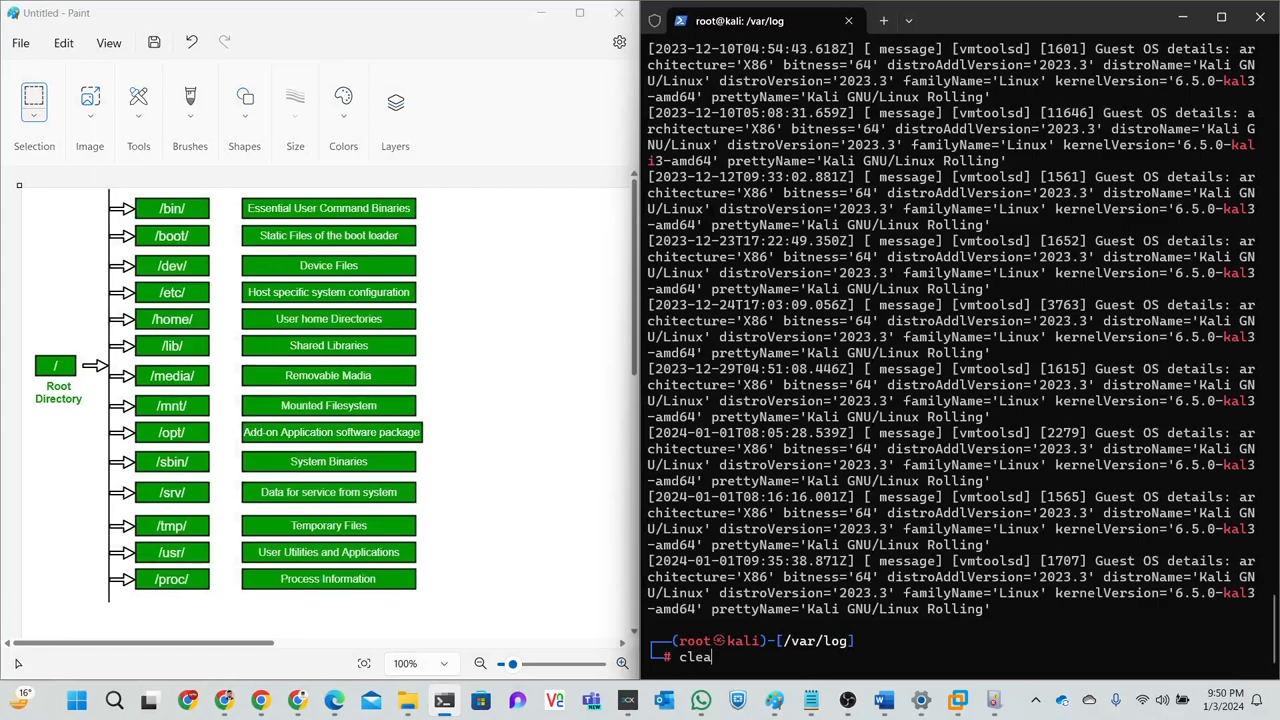 Untitled - Paint
File
Edit
View
Selection
Image
Tools
Brushes
Shapes
Size
Colors
Layers
/
Root
Directory
/bin/
Essential User Command Binaries
/boot/
Static Files of the boot loader
/dev/
Device Files
/etc/
Host specific system configuration
/home/
User home Directories
/lib/
Shared Libraries
/media/
Removable Madia
/mnt/
Mounted Filesystem
/opt/
Add-on Application software package
/sbin/
System Binaries
/srv/
Data for service from system
/tmp/
Temporary Files
/usr/
User Utilities and Applications
/proc/
Process Information
100%
root@kali: /var/log
[2023-12-10T04:54:43.618Z] [ message] [vmtoolsd] [1601] Guest OS details: ar
chitecture='X86' bitness='64' distroAddlVersion='2023.3' distroName='Kali GN
U/Linux' distroVersion='2023.3' familyName='Linux' kernelVersion='6.5.0-kali3
-amd64' prettyName='Kali GNU/Linux Rolling'
[2023-12-10T05:08:31.659Z] [ message] [vmtoolsd] [11646] Guest OS details: a
rchitecture='X86' bitness='64' distroAddlVersion='2023.3' distroName='Kali G
NU/Linux' distroVersion='2023.3' familyName='Linux' kernelVersion='6.5.0-kal
i3-amd64' prettyName='Kali GNU/Linux Rolling'
[2023-12-12T09:33:02.881Z] [ message] [vmtoolsd] [1561] Guest OS details: ar
chitecture='X86' bitness='64' distroAddlVersion='2023.3' distroName='Kali GN
U/Linux' distroVersion='2023.3' familyName='Linux' kernelVersion='6.5.0-kal3
-amd64' prettyName='Kali GNU/Linux Rolling'
[2023-12-23T17:22:49.350Z] [ message] [vmtoolsd] [1652] Guest OS details: ar
chitecture='X86' bitness='64' distroAddlVersion='2023.3' distroName='Kali GN
U/Linux' distroVersion='2023.3' familyName='Linux' kernelVersion='6.5.0-kal3
-amd64' prettyName='Kali GNU/Linux Rolling'
[2023-12-24T17:03:09.056Z] [ message] [vmtoolsd] [3763] Guest OS details: ar
chitecture='X86' bitness='64' distroAddlVersion='2023.3' distroName='Kali GN
U/Linux' distroVersion='2023.3' familyName='Linux' kernelVersion='6.5.0-kal3
-amd64' prettyName='Kali GNU/Linux Rolling'
[2023-12-29T04:51:08.446Z] [ message] [vmtoolsd] [1615] Guest OS details: ar
chitecture='X86' bitness='64' distroAddlVersion='2023.3' distroName='Kali GN
U/Linux' distroVersion='2023.3' familyName='Linux' kernelVersion='6.5.0-kal3
-amd64' prettyName='Kali GNU/Linux Rolling'
[2024-01-01T08:05:28.539Z] [ message] [vmtoolsd] [2279] Guest OS details: ar
chitecture='X86' bitness='64' distroAddlVersion='2023.3' distroName='Kali GN
U/Linux' distroVersion='2023.3' familyName='Linux' kernelVersion='6.5.0-kal3
-amd64' prettyName='Kali GNU/Linux Rolling'
[2024-01-01T08:16:16.001Z] [ message] [vmtoolsd] [1565] Guest OS details: ar
chitecture='X86' bitness='64' distroAddlVersion='2023.3' distroName='Kali GN
U/Linux' distroVersion='2023.3' familyName='Linux' kernelVersion='6.5.0-kal3
-amd64' prettyName='Kali GNU/Linux Rolling'
[2024-01-01T09:35:38.871Z] [ message] [vmtoolsd] [1707] Guest OS details: ar
chitecture='X86' bitness='64' distroAddlVersion='2023.3' distroName='Kali GN
U/Linux' distroVersion='2023.3' familyName='Linux' kernelVersion='6.5.0-kal3
-amd64' prettyName='Kali GNU/Linux Rolling'
(root㉿kali)-[/var/log]
# clea
16°
NEW
9:50 PM
1/3/2024